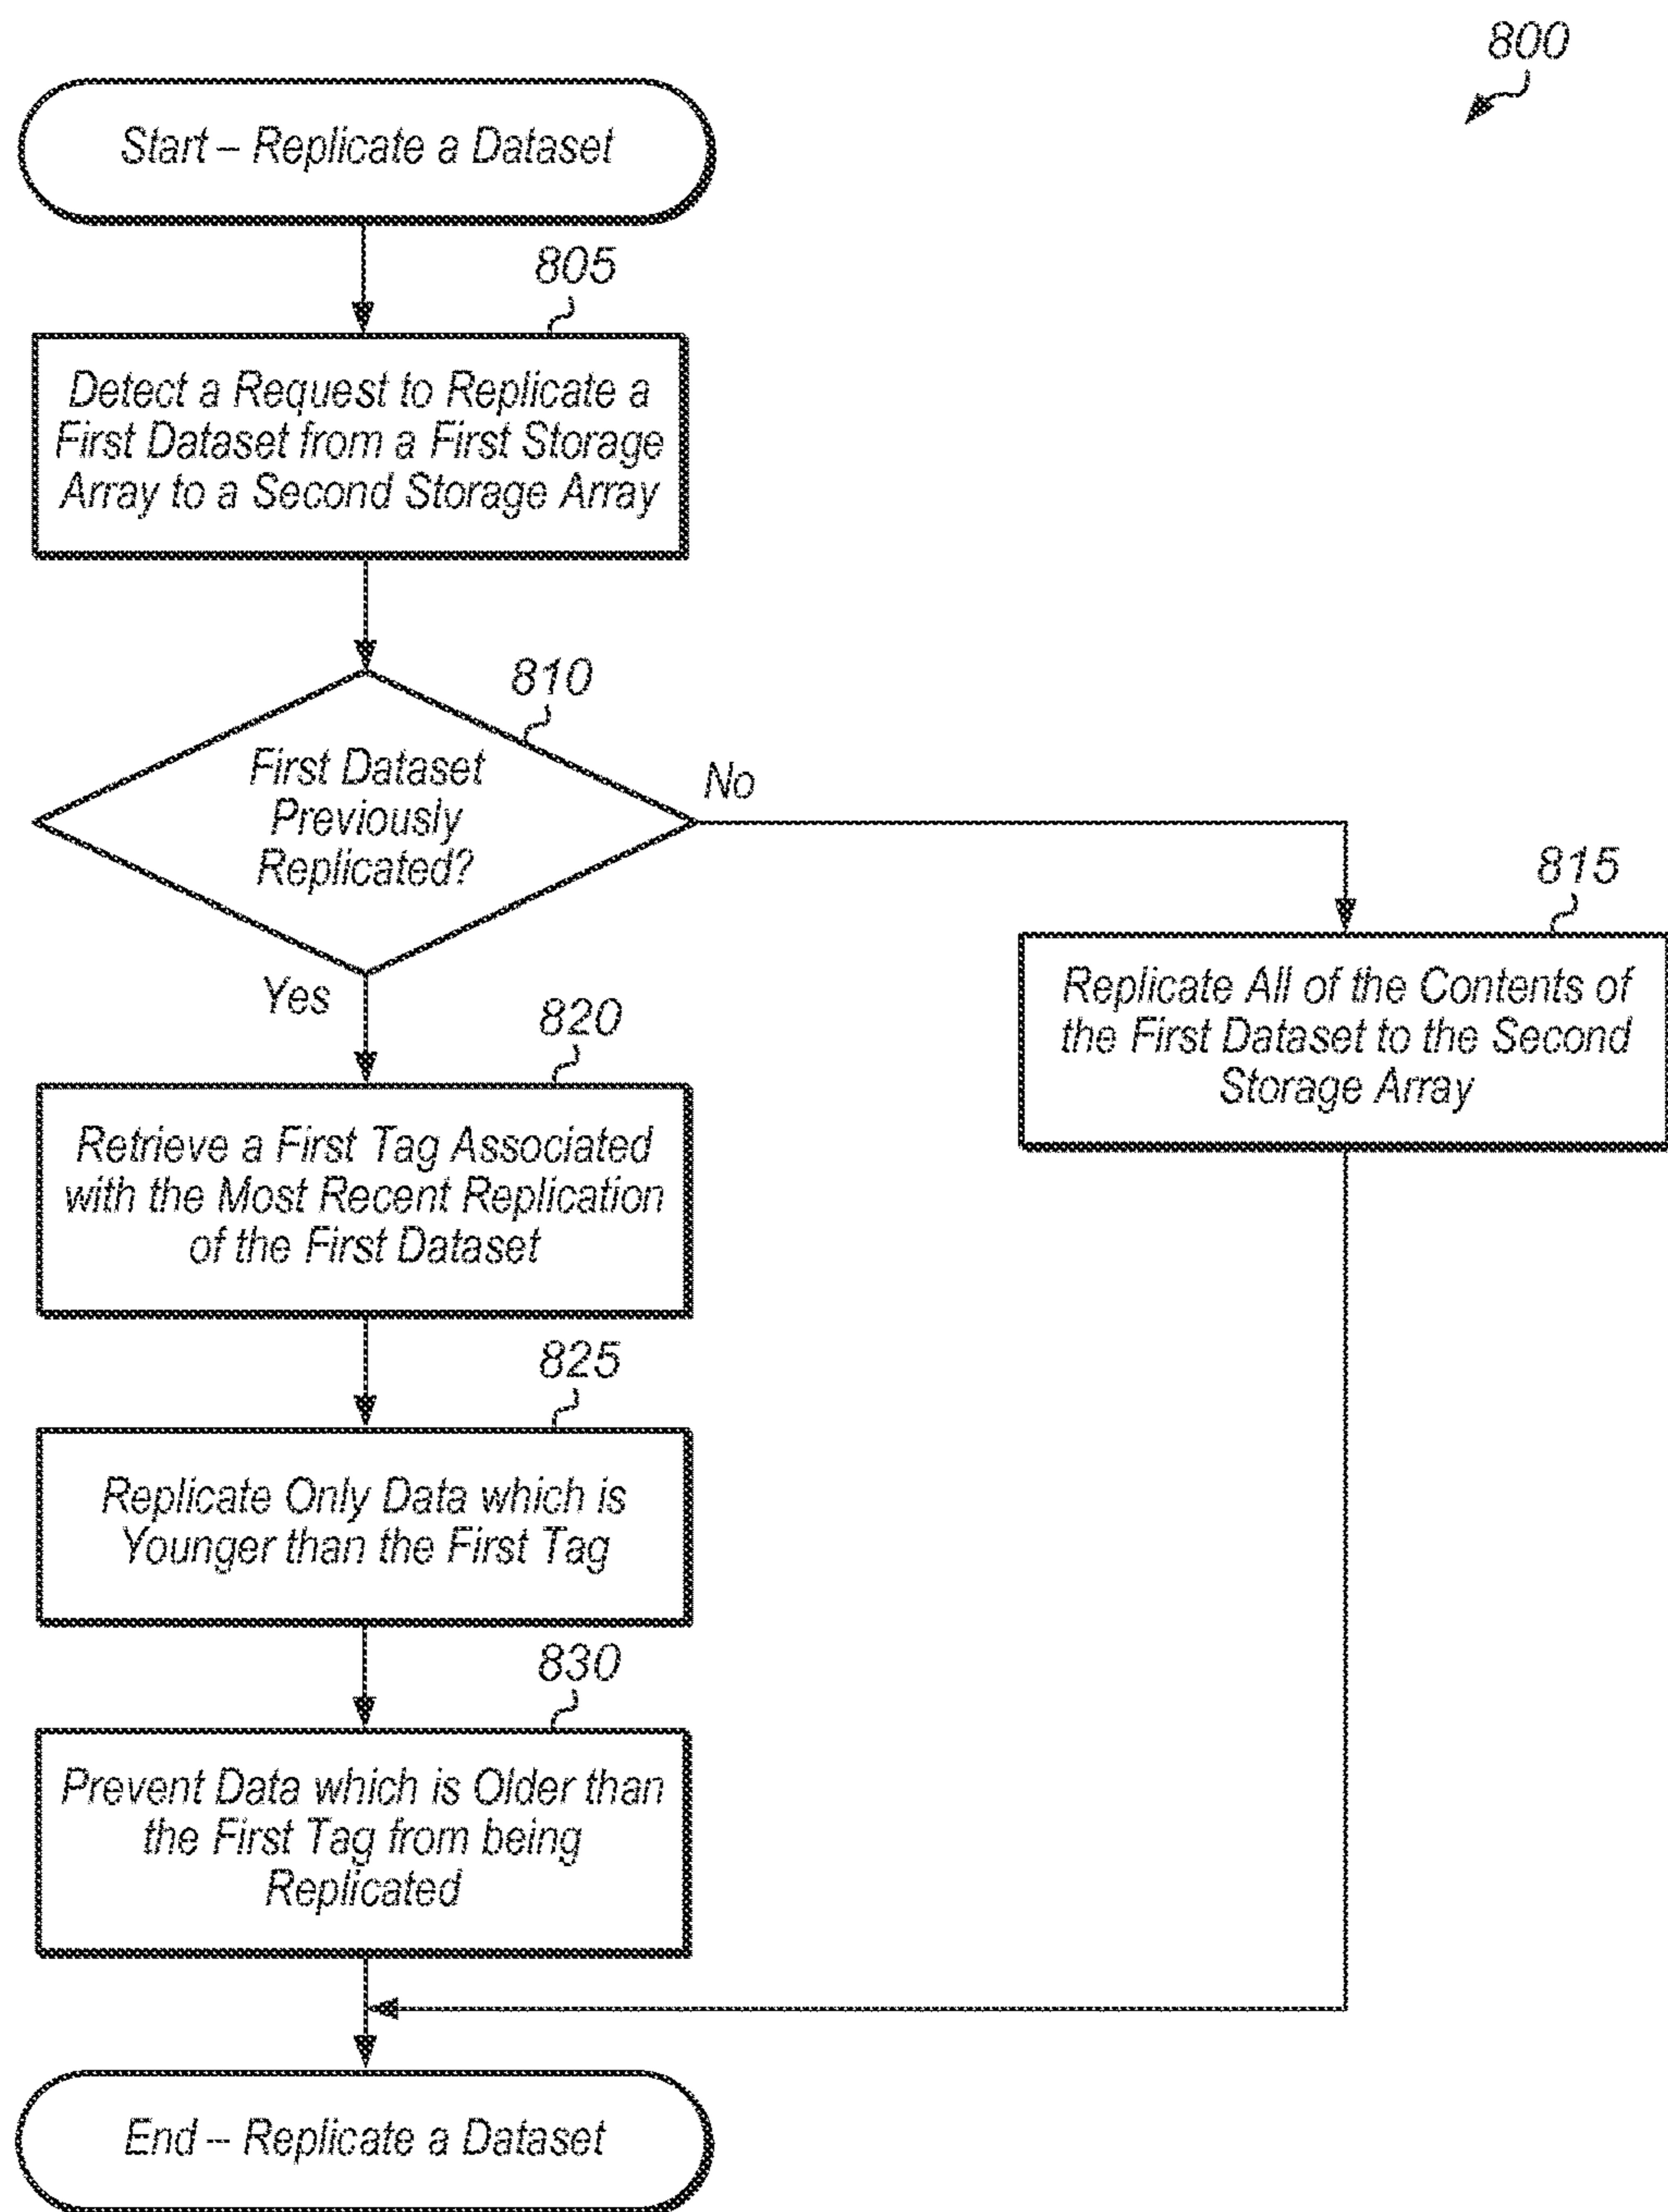 800
Start – Replicate a Dataset
805
Detect a Request to Replicate a
First Dataset from a First Storage
Array to a Second Storage Array
810
First Dataset
Previously
Replicated?
No
Yes
815
Replicate All of the Contents of
the First Dataset to the Second
Storage Array
820
Retrieve a First Tag Associated
with the Most Recent Replication
of the First Dataset
825
Replicate Only Data which is
Younger than the First Tag
830
Prevent Data which is Older than
the First Tag from being
Replicated
End -- Replicate a Dataset